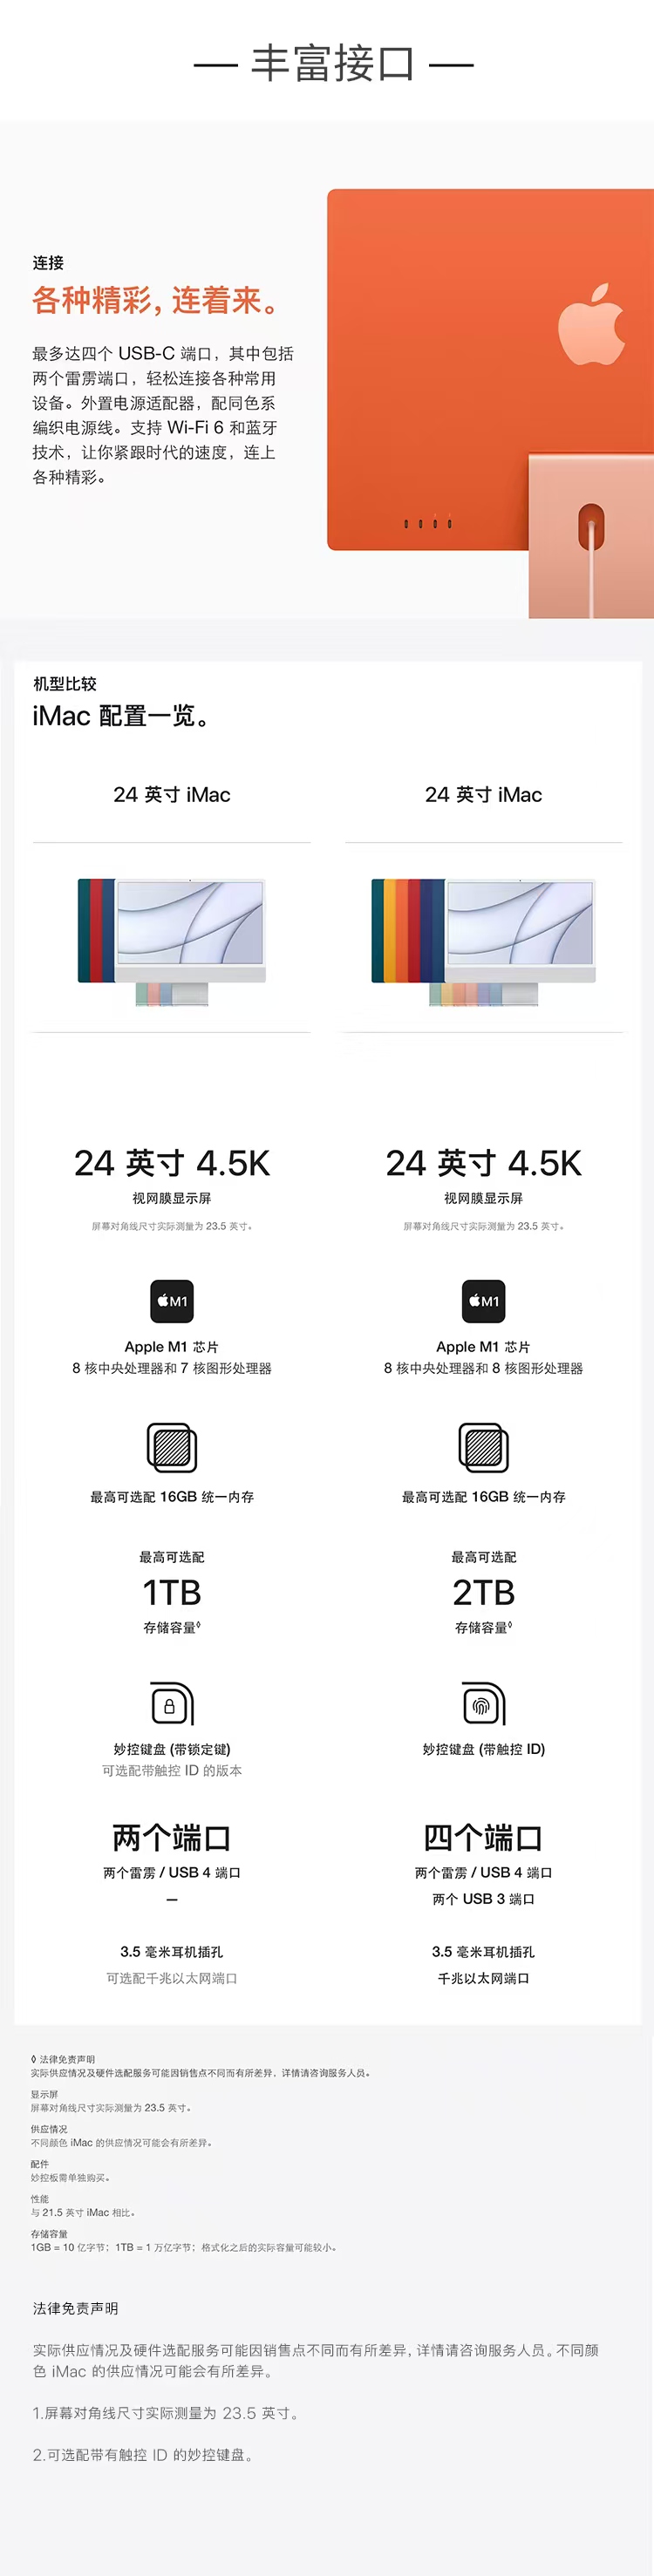 丰富接口
连接
各种精彩，连着来。
最多达四个 USB-C 端口，其中包括
两个雷雳端口，轻松连接各种常用
设备。外置电源适配器，配同色系
编织电源线。支持 Wi-Fi 6 和蓝牙
技术，让你紧跟时代的速度，连上
各种精彩。
机型比较
iMac 配置一览。
24 英寸 iMac
24 英寸 iMac
24 英寸 4.5K
视网膜显示屏
屏幕对角线尺寸实际测量为 23.5 英寸。
24 英寸 4.5K
视网膜显示屏
屏幕对角线尺寸实际测量为 23.5 英寸。
M1
Apple M1 芯片
8 核中央处理器和 7 核图形处理器
M1
Apple M1 芯片
8 核中央处理器和 8 核图形处理器
最高可选配 16GB 统一内存
最高可选配 16GB 统一内存
最高可选配
1TB
存储容量◊
最高可选配
2TB
存储容量◊
妙控键盘 (带锁定键)
可选配带触控 ID 的版本
妙控键盘 (带触控 ID)
两个端口
两个雷雳 / USB 4 端口
–
四个端口
两个雷雳 / USB 4 端口
两个 USB 3 端口
3.5 毫米耳机插孔
可选配千兆以太网端口
3.5 毫米耳机插孔
千兆以太网端口
◊ 法律免责声明
实际供应情况及硬件选配服务可能因销售点不同而有所差异，详情请咨询服务人员。
显示屏
屏幕对角线尺寸实际测量为 23.5 英寸。
供应情况
不同颜色 iMac 的供应情况可能会有所差异。
配件
妙控板需单独购买。
性能
与 21.5 英寸 iMac 相比。
存储容量
1GB = 10 亿字节；1TB = 1 万亿字节；格式化之后的实际容量可能较小。
法律免责声明
实际供应情况及硬件选配服务可能因销售点不同而有所差异，详情请咨询服务人员。不同颜
色 iMac 的供应情况可能会有所差异。
1.屏幕对角线尺寸实际测量为 23.5 英寸。
2.可选配带有触控 ID 的妙控键盘。